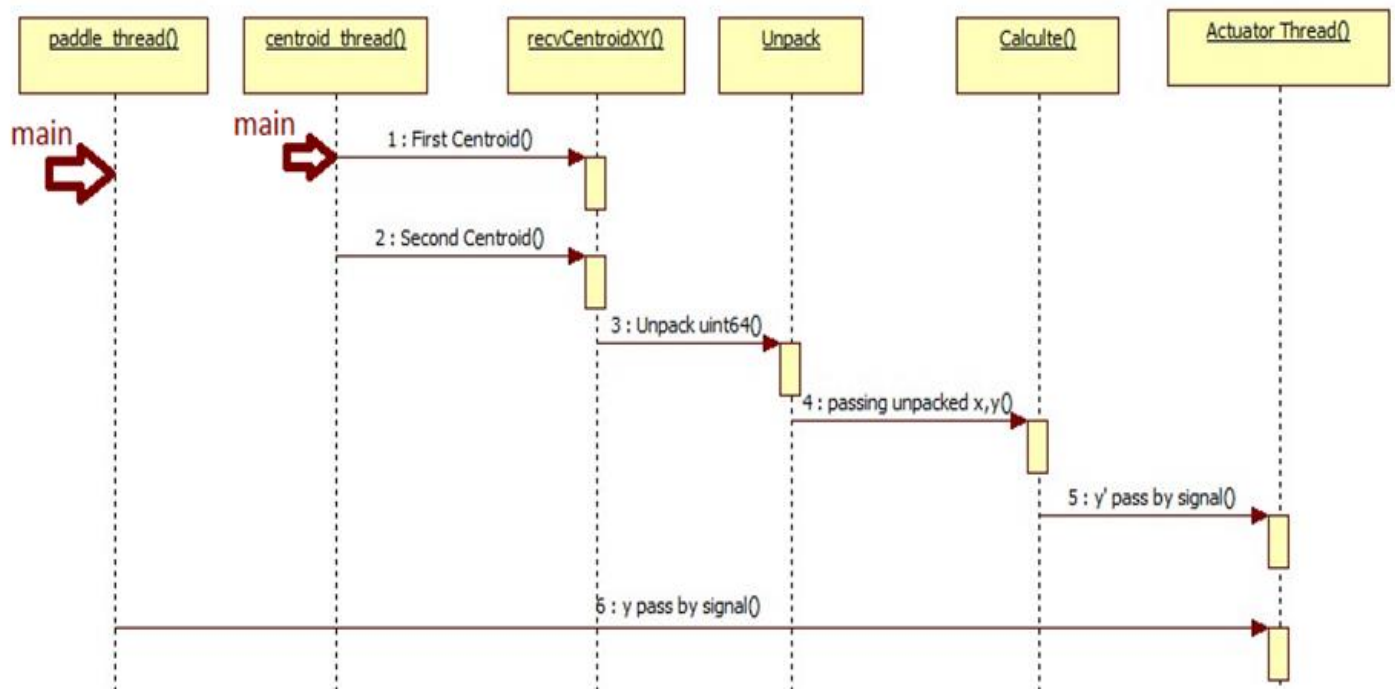 paddle_thread()
centroid_thread()
recvCentroidXY()
Unpack
Calculte()
Actuator Thread()
main
main
1 : First Centroid()
2 : Second Centroid()
3 : Unpack uint64()
4 : passing unpacked x,y()
5 : y' pass by signal()
6 : y pass by signal()